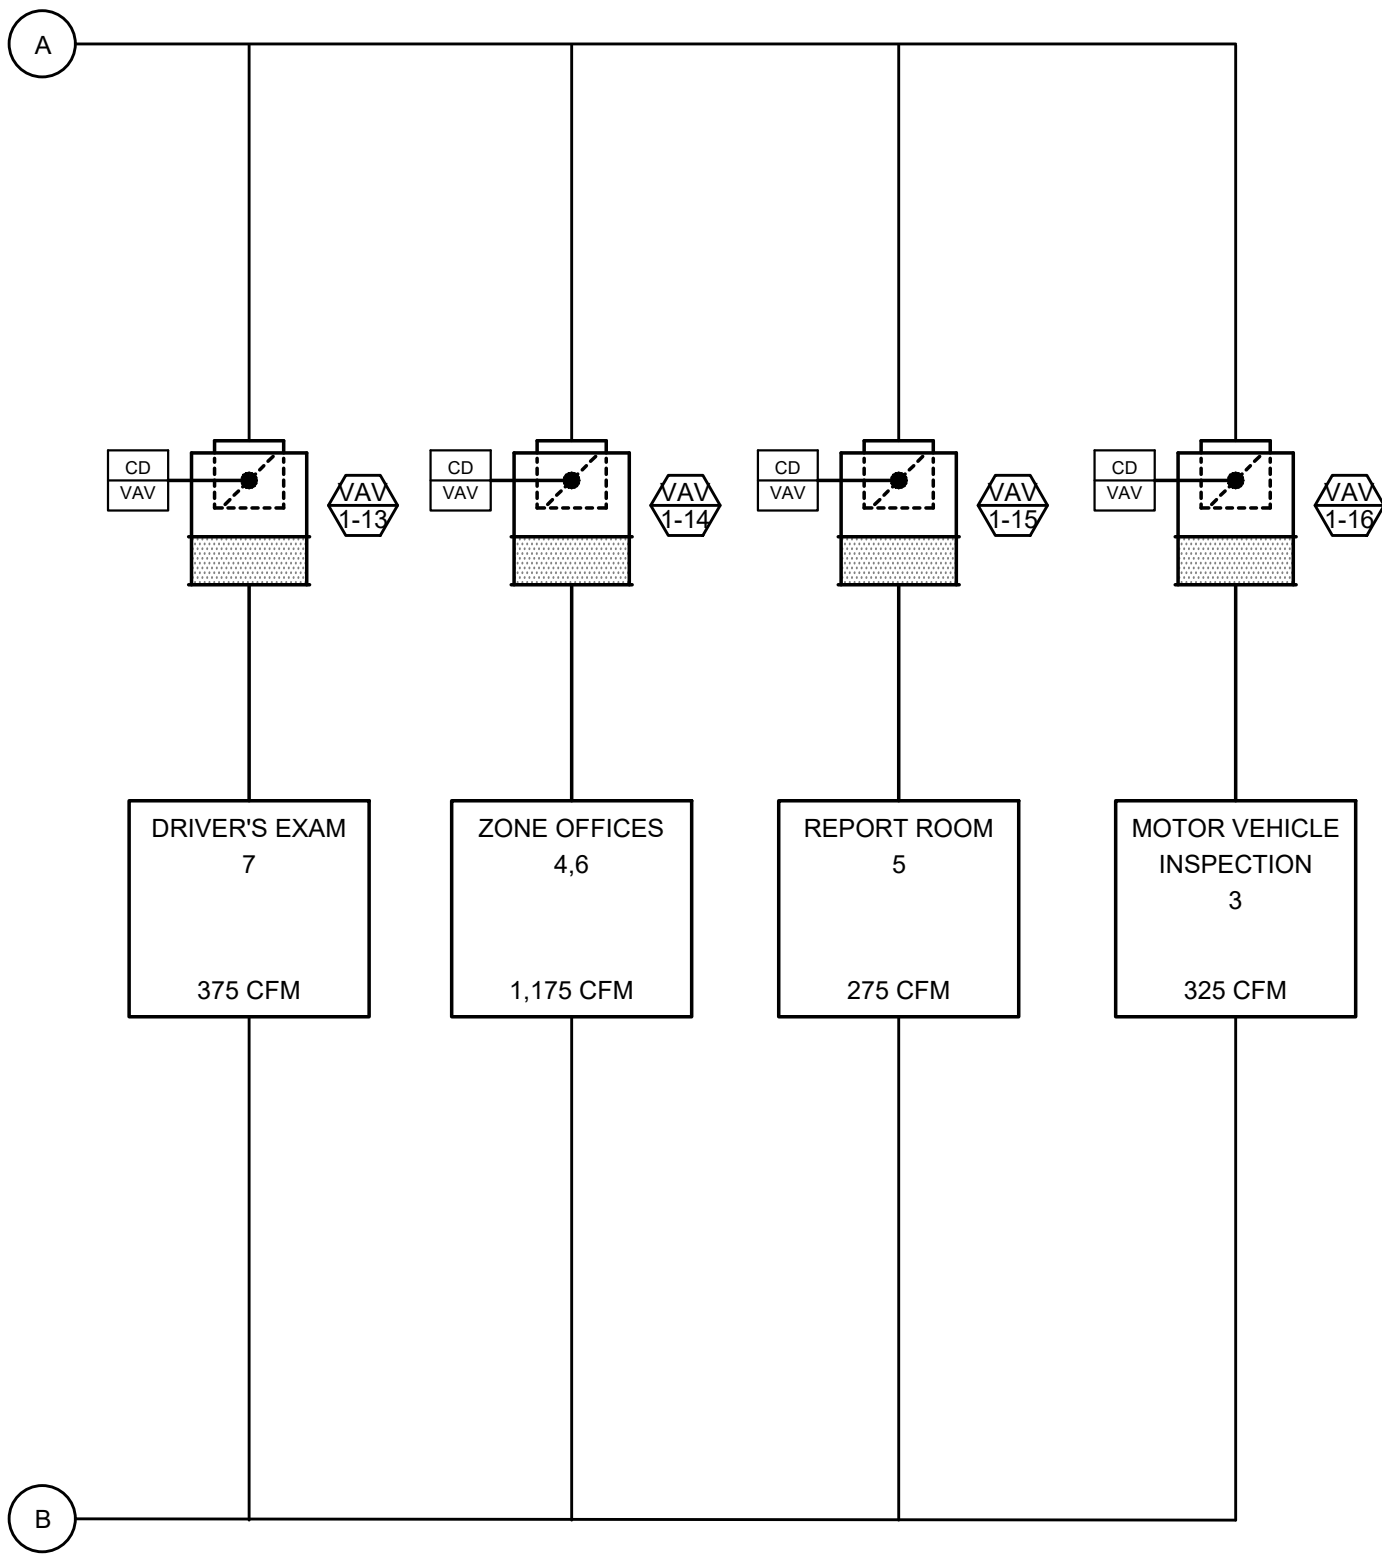 A
CD
VAV
VAV
1-13
CD
VAV
VAV
1-14
CD
VAV
VAV
1-15
CD
VAV
VAV
1-16
DRIVER'S EXAM
7
375 CFM
ZONE OFFICES
4,6
1,175 CFM
REPORT ROOM
5
275 CFM
MOTOR VEHICLE
INSPECTION
3
325 CFM
B